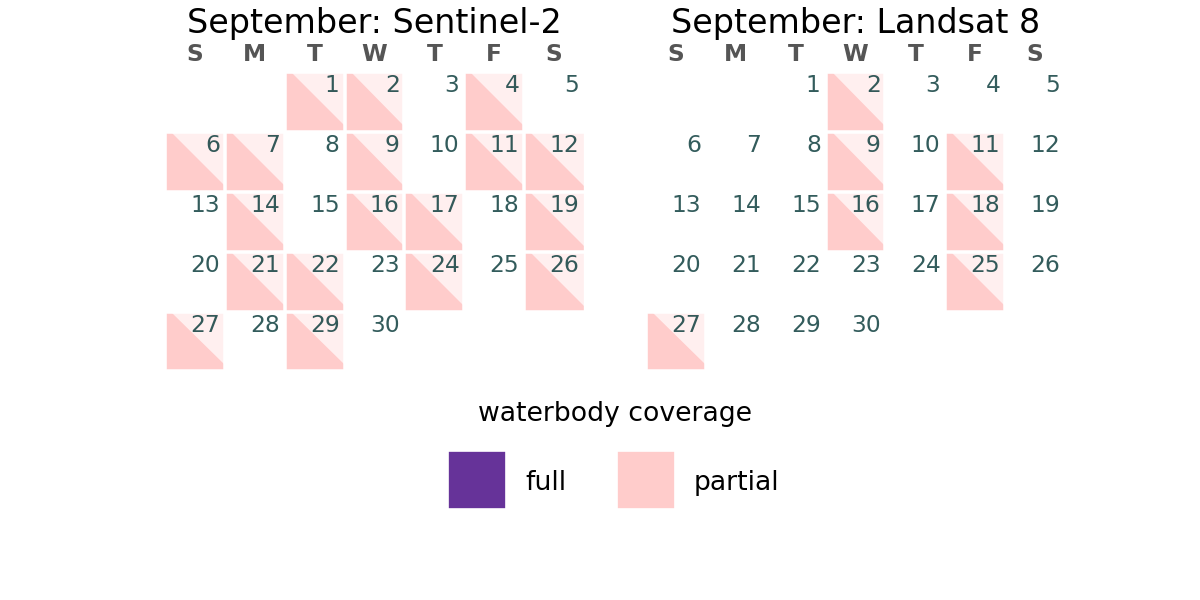 September: Sentinel-2
S M T W T F S
1 2 3 4 5
6 7 8 9 10 11 12
13 14 15 16 17 18 19
20 21 22 23 24 25 26
27 28 29 30
September: Landsat 8
S M T W T F S
1 2 3 4 5
6 7 8 9 10 11 12
13 14 15 16 17 18 19
20 21 22 23 24 25 26
27 28 29 30
waterbody coverage
full partial